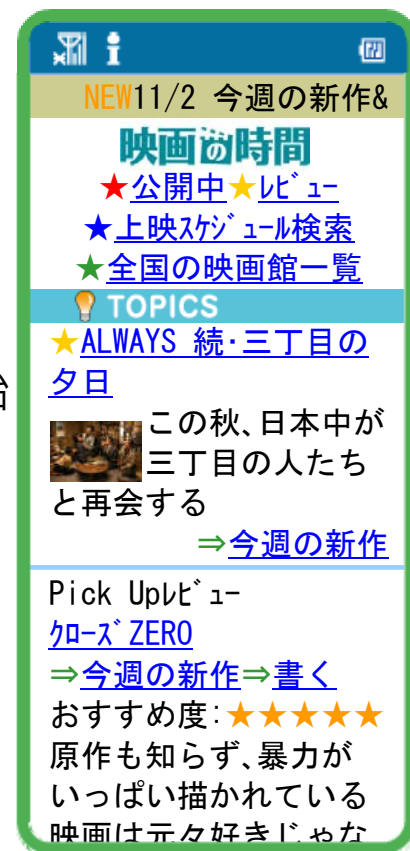 NEW11/2 今週の新作&
映画の時間
★公開中★ﾚﾋﾞｭｰ
★上映ｽｹｼﾞｭｰﾙ検索
★全国の映画館一覧
TOPICS
★ALWAYS 続･三丁目の
夕日
この秋､日本中が
三丁目の人たち
と再会する
⇒今週の新作
Pick Upﾚﾋﾞｭｰ
ｸﾛｰｽﾞZERO
⇒今週の新作⇒書く
おすすめ度:★★★★★
原作も知らず､暴力が
いっぱい描かれている
映画は元々好きじゃな